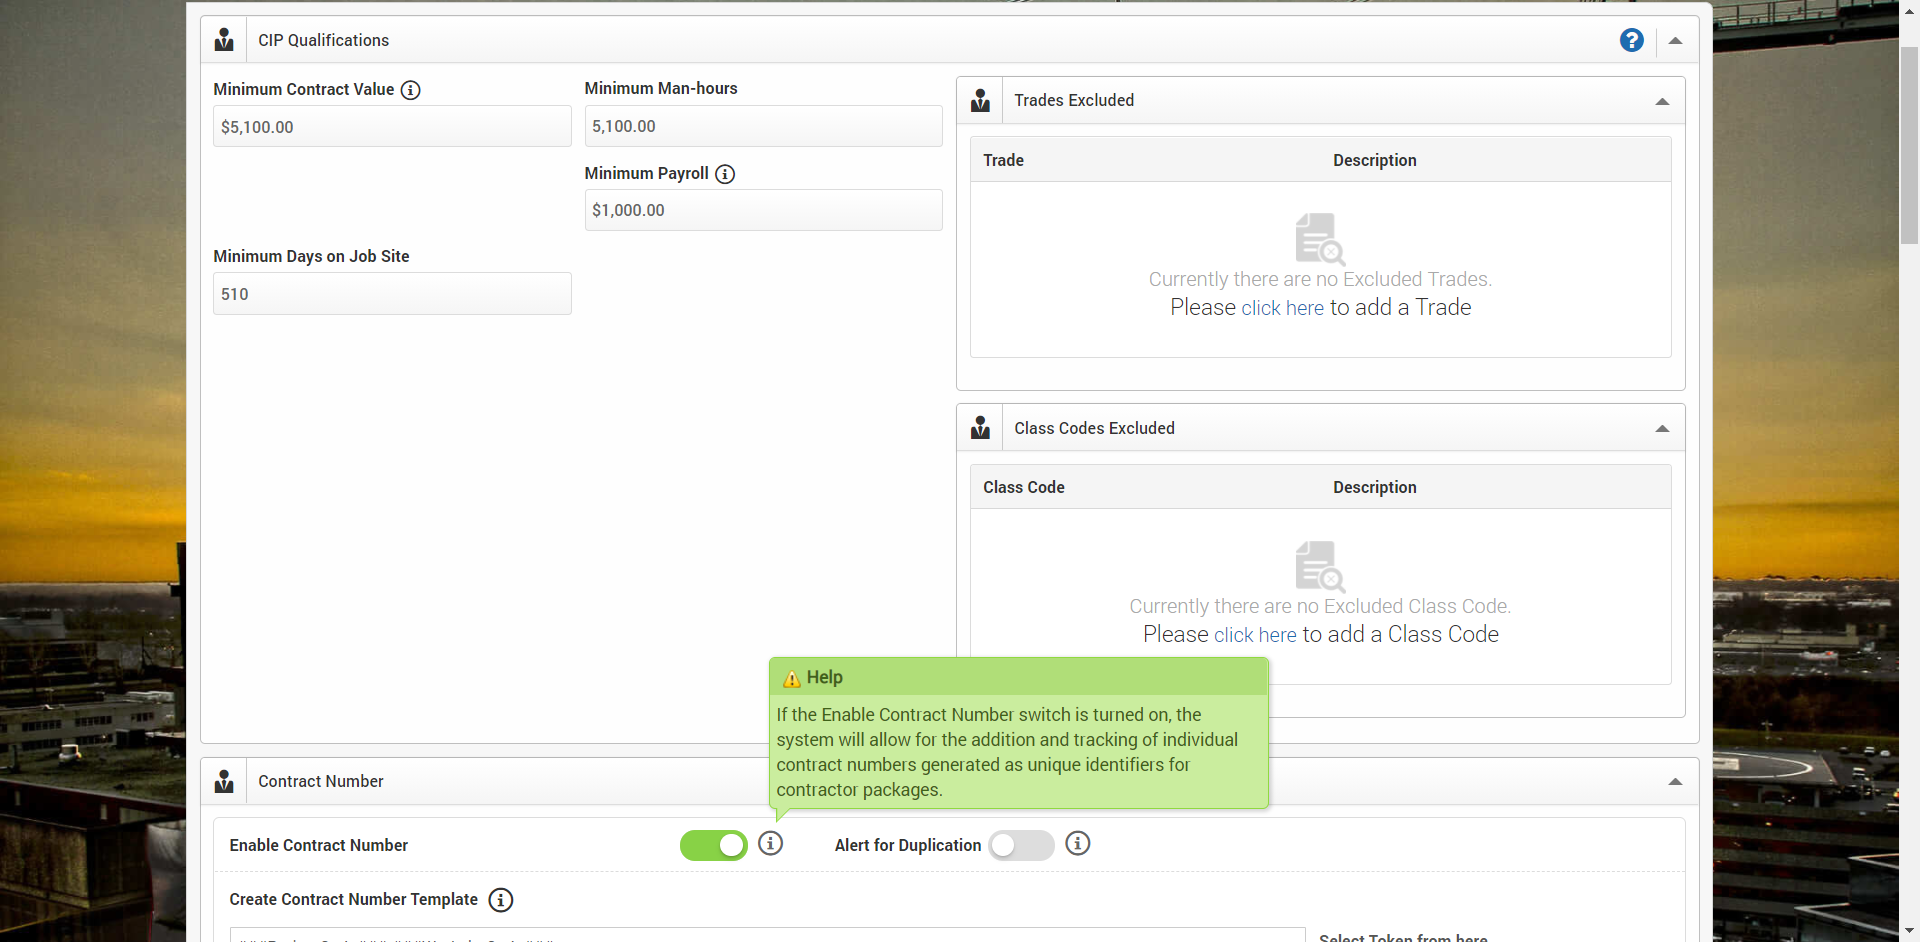 CIP Qualifications
?
Minimum Contract Value
$5,100.00
Minimum Man-hours
5,100.00
Minimum Payroll
$1,000.00
Minimum Days on Job Site
510
Trades Excluded
Trade Description
Currently there are no Excluded Trades.
Please click here to add a Trade
Class Codes Excluded
Class Code Description
Currently there are no Excluded Class Code.
Please click here to add a Class Code
Help
If the Enable Contract Number switch is turned on, the
system will allow for the addition and tracking of individual
contract numbers generated as unique identifiers for
contractor packages.
Contract Number
Enable Contract Number
Alert for Duplication
Create Contract Number Template
Select Token from here